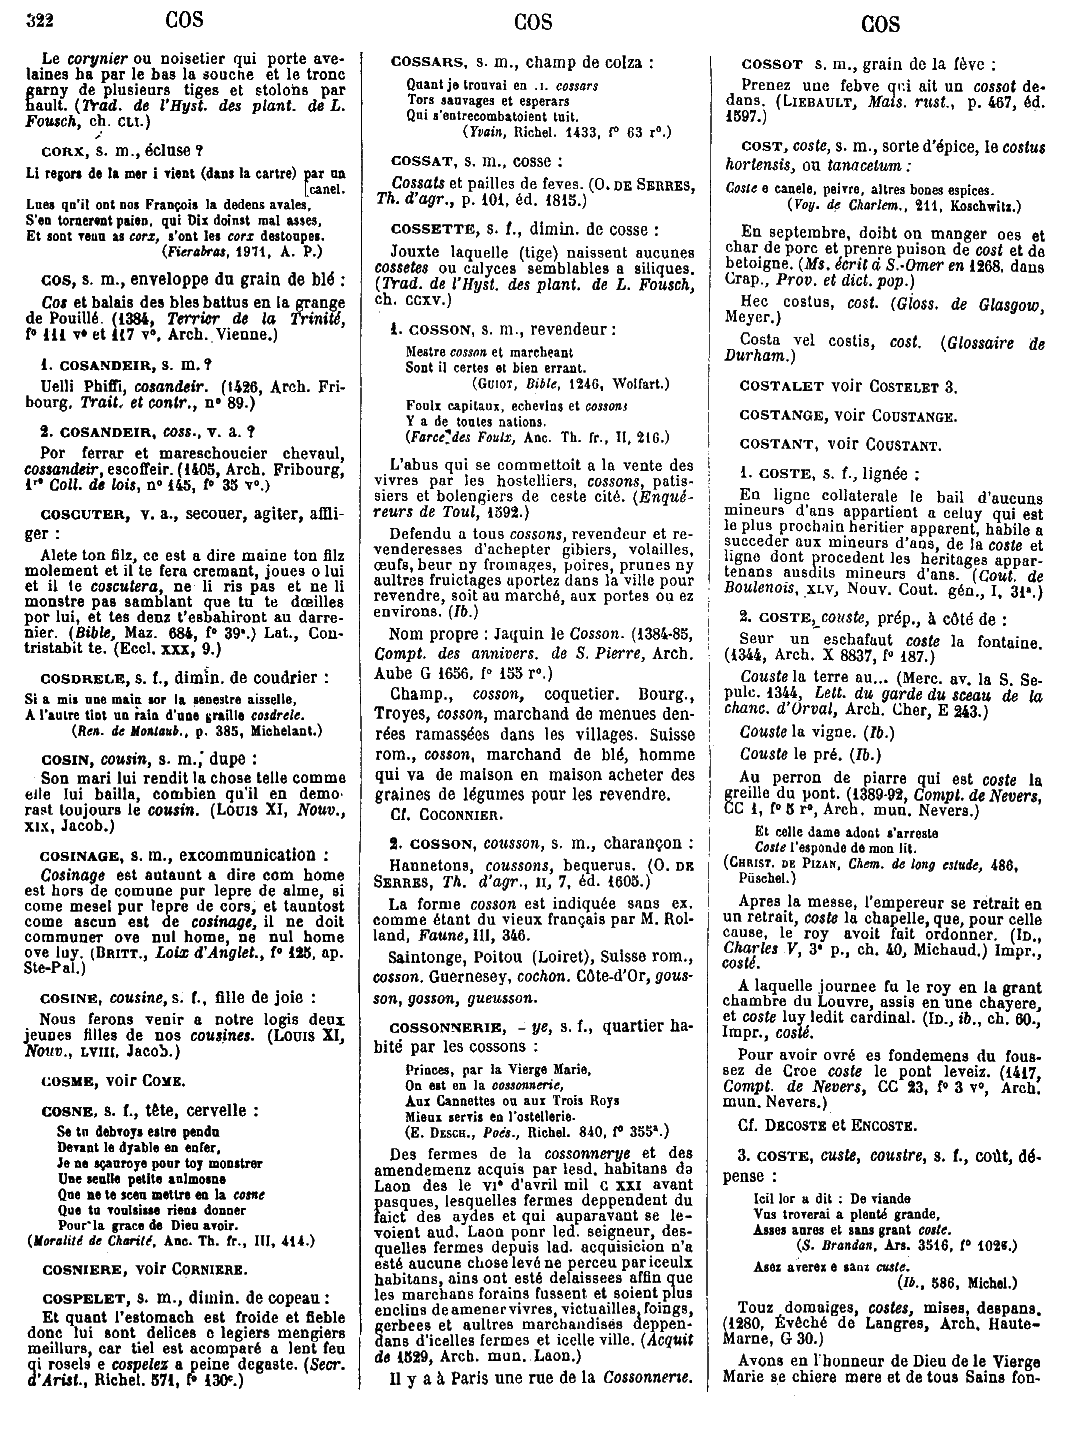 322 COS
COS
COS
Le corynier ou noisetier qui porte ave-
laines ha par le bas la souche et le tronc
garny de plusieurs tiges et stolons par
hault. (Trad. de l'Hyst. des plant. de L.
Fousch, ch. CLI.)
CORX, s. m., écluse ?
Li regors de la mer i vient (dans la cartre) par un
[canel.
Lues qu'il ont nos François la dedens avales,
S'en tornerent paien, qui Dix doinst mal asses,
Et sont venu as corx, s'ont les corx destoupes.
(Fierabras, 1971, A. P.)
COS, s. m., enveloppe du grain de blé :
Cos et balais des bles battus en la grange
de Pouillé. (1384, Terrier de la Trinité,
f° 111 v° et 117 v°, Arch. Vienne.)
1. COSANDEIR, s. m. ?
Uelli Phiffi, cosandeir. (1426, Arch. Fri-
bourg, Trait. et contr., n° 89.)
2. COSANDEIR, coss., v. a. ?
Por ferrar et mareschoucier chevaul,
cossandeir, escoffeir. (1405, Arch. Fribourg,
1re Coll. de lois, n° 145, f° 35 v°.)
COSCUTER, v. a., secouer, agiter, affli-
ger :
Alete ton filz, ce est a dire maine ton filz
molement et il te fera cremant, joues o lui
et il te coscutera, ne li ris pas et ne li
monstre pas samblant que tu te dœilles
por lui, et tes denz t'esbahiront au darre-
nier. (Bible, Maz. 684, f° 39ª.) Lat., Con-
tristabit te. (Eccl. XXX, 9.)
COSDRELE, s. f., dimin. de coudrier :
Si a mis une main sor la senestre aisselle,
A l'autre tint un rain d'une graille cosdrele.
(Ren. de Montaub., p. 385, Michelant.)
COSIN, cousin, s. m., dupe :
Son mari lui rendit la chose telle comme
elle lui bailla, combien qu'il en demo-
rast toujours le cousin. (LOUIS XI, Nouv.,
XIX, Jacob.)
COSINAGE, s. m., excommunication :
Cosinage est autaunt a dire com home
est hors de comune pur lepre de alme, si
come mesel pur lepre de cors, et tauntost
come ascun est de cosinage, il ne doit
communer ove nul home, ne nul home
ove luy. (BRITT., Loix d'Anglet., f° 125, ap.
Ste-Pal.)
COSINE, cousine, s. f., fille de joie :
Nous ferons venir a notre logis deux
jeunes filles de nos cousines. (LOUIS XI,
Nouv., LVIII, Jacob.)
COSME, voir COME.
COSNE, s. f., tête, cervelle :
Se tu debvoys estre pendu
Devant le dyable en enfer,
Je ne sçauroye pour toy monstrer
Une seulle petite animosne
Que ne te sceu mettre en la cosne
Que tu voulsisse riens donner
Pour la grace de Dieu avoir.
(Moralité de Charité, Anc. Th. fr., III, 414.)
COSNIERE, voir CORNIERE.
COSPELET, s. m., dimin. de copeau :
Et quant l'estomach est froide et fieble
donc lui sont delices e legiers mengiers
meillurs, car tiel est acomparé a lent feu
qi rosels e cospelez a peine degaste. (Secr.
d'Arist., Richel. 571, f° 130c.)
COSSARS, s. m., champ de colza :
Quant je trouvai en .I. cossars
Tors sauvages et esperars
Qui s'entrecombatoient tuit.
(Yvain, Richel. 1433, f° 63 r°.)
COSSAT, s. m., cosse :
Cossats et pailles de feves. (O. DE SERRES,
Th. d'agr., p. 101, éd. 1815.)
COSSETTE, s. f., dimin. de cosse :
Jouxte laquelle (tige) naissent aucunes
cossetes ou calyces semblables a siliques.
(Trad. de l'Hyst. des plant. de L. Fousch,
ch. CCXV.)
1. COSSON, s. m., revendeur :
Mestre cosson et marcheant
Sont il certes et bien errant.
(GUIOT, Bible, 1246, Wolfart.)
Foulx capitaux, echevins et cossons
Y a de toutes nations.
(Farce des Foulx, Anc. Th. fr., II, 216.)
L'abus qui se commettoit a la vente des
vivres par les hostelliers, cossons, patis-
siers et bolengiers de ceste cité. (Enqué-
reurs de Toul, 1592.)
Defendu a tous cossons, revendeur et re-
venderesses d'achepter gibiers, volailles,
œufs, beur ny fromages, poires, prunes ny
aultres fruictages aportez dans la ville pour
revendre, soit au marché, aux portes ou ez
environs. (Ib.)
Nom propre : Jaquin le Cosson. (1384-85,
Compt. des annivers. de S. Pierre, Arch.
Aube G 1656, f° 155 r°.)
Champ., cosson, coquetier. Bourg.,
Troyes, cosson, marchand de menues den-
rées ramassées dans les villages. Suisse
rom., cosson, marchand de blé, homme
qui va de maison en maison acheter des
graines de légumes pour les revendre.
Cf. COCONNIER.
2. COSSON, cousson, s. m., charançon :
Hannetons, coussons, bequerus. (O. DE
SERRES, Th. d'agr., II, 7, éd. 1605.)
La forme cosson est indiquée sans ex.
comme étant du vieux français par M. Rol-
land, Faune, III, 346.
Saintonge, Poitou (Loiret), Suisse rom.,
cosson. Guernesey, cochon. Côte-d'Or, gous-
son, gosson, gueusson.
COSSONNERIE, - ye, s. f., quartier ha-
bité par les cossons :
Princes, par la Vierge Marie,
On est en la cossonnerie,
Aux Cannettes ou aux Trois Roys
Mieux servis en l'ostellerie.
(E. DESCH., Poés., Richel. 840, f° 355ª.)
Des fermes de la cossonnerye et des
amendemenz acquis par lesd. habitans da
Laon des le VIe d'avril mil C XXI avant
pasques, lesquelles fermes deppendent du
faict des aydes et qui auparavant se le-
voient aud. Laon pour led. seigneur, des-
quelles fermes depuis lad. acquisicion n'a
esté aucune chose levé ne perceu par iceulx
habitans, ains ont esté delaissees affin que
les marchans forains fussent et soient plus
enclins de amener vivres, victuailles, foings,
gerbees et aultres marchandises deppen-
dans d'icelles fermes et icelle ville. (Acquit
de 1529, Arch. mun. Laon.)
Il y a à Paris une rue de la Cossonnerie.
COSSOT s. m., grain de la fève :
Prenez une febve qui ait un cossot de-
dans. (LIEBAULT, Mais. rust., p. 467, éd.
1597.)
COST, coste, s. m., sorte d'épice, le costus
hortensis, ou tanacetum :
Coste e canele, peivre, altres bones espices.
(Voy. de Charlem., 211, Koschwitz.)
En septembre, doibt on manger oes et
char de porc et prenre puison de cost et de
betoigne. (Ms. écrit à S.-Omer en 1268, dans
Crap., Prov. et dict. pop.)
Hec costus, cost. (Gloss. de Glasgow,
Meyer.)
Costa vel costis, cost. (Glossaire de
Durham.)
COSTALET voir COSTELET 3.
COSTANGE, voir COUSTANGE.
COSTANT, voir COUSTANT.
1. COSTE, s. f., lignée :
En ligne collaterale le bail d'aucuns
mineurs d'ans appartient a celuy qui est
le plus prochain heritier apparent, habile a
succeder aux mineurs d'ans, de la coste et
ligne dont procedent les heritages appar-
tenans ausdits mineurs d'ans. (Cout. de
Boulenois, XLV, Nouv. Cout. gén., I, 31ª.)
2. COSTE, couste, prép., à côté de :
Seur un eschafaut coste la fontaine.
(1344, Arch. X 8837, f° 187.)
Couste la terre au... (Merc. av. la S. Se-
pulc. 1344, Lett. du garde du sceau de la
chanc. d'Orval, Arch. Cher, E 243.)
Couste la vigne. (Ib.)
Couste le pré. (Ib.)
Au perron de piarre qui est coste la
greille du pont. (1389-92, Compt. de Nevers,
CC 1, f° 5 r°, Arch. mun. Nevers.)
Et celle dame adont s'arreste
Coste l'esponde de mon lit.
(CHRIST. DE PIZAN, Chem. de long estude, 486,
Püschel.)
Apres la messe, l'empereur se retrait en
un retrait, coste la chapelle, que, pour celle
cause, le roy avoit fait ordonner. (ID.,
Charles V, 3e p., ch. 40, Michaud.) Impr.,
costé.
A laquelle journee fu le roy en la grant
chambre du Louvre, assis en une chayere,
et coste luy ledit cardinal. (ID., ib., ch. 60.,
Impr., costé.
Pour avoir ovré es fondemens du fous-
sez de Croe coste le pont leveiz. (1417,
Compt. de Nevers, CC 23, f° 3 v°, Arch.
mun. Nevers.)
Cf. DECOSTE et ENCOSTE.
3. COSTE, custe, coustre, s. f., coût, dé-
pense :
Icil lor a dit : De viande
Vus troverai a plenté grande,
Asses aures et sans grant coste.
(S. Brandan, Ars. 3516, f° 102ª.)
Asez averez e sanz custe.
(Ib., 586, Michel.)
Touz domaiges, costes, mises, despans.
(1280, Évêché de Langres, Arch. Haute-
Marne, G 30.)
Avons en l'honneur de Dieu de le Vierge
Marie se chiere mere et de tous Sains fon-